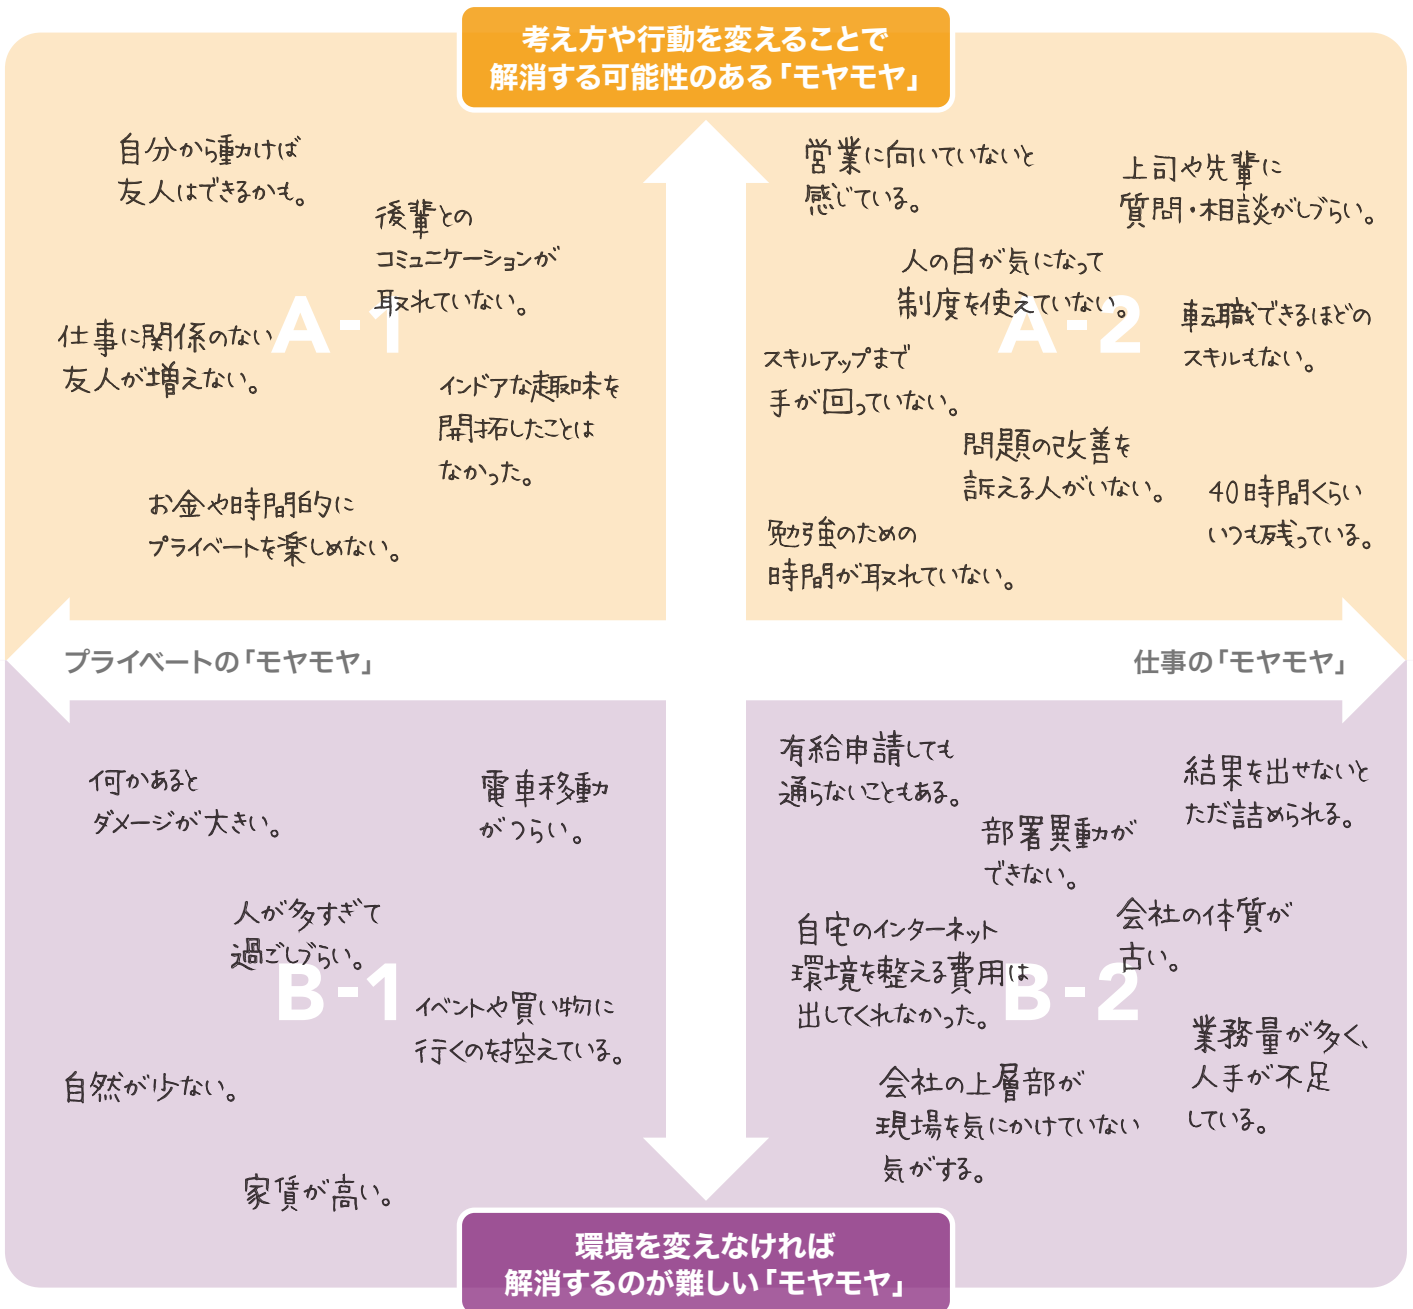 考え方や行動を変えることで
解消する可能性のある「モヤモヤ」
自分から動けば
友人はできるかも。
後輩との
コミュニケーションが
取れていない。
A-1
仕事に関係のない
友人が増えない。
インドアな趣味を
開拓したことは
なかった。
お金や時間的に
プライベートを楽しめない。
営業に向いていないと
感じている。
上司や先輩に
質問・相談がしづらい。
人の目が気になって
制度を使えていない。
A-2
転職できるほどの
スキルもない。
スキルアップまで
手が回っていない。
問題の改善を
訴える人がいない。
40時間くらい
いつも残っている。
勉強のための
時間が取れていない。
プライベートの「モヤモヤ」
仕事の「モヤモヤ」
何かあると
ダメージが大きい。
電車移動
がつらい。
人が多すぎて
過ごしづらい。
B-1
イベントや買い物に
行くのを控えている。
自然が少ない。
家賃が高い。
有給申請しても
通らないこともある。
結果を出せないと
ただ詰められる。
部署異動が
できない。
会社の体質が
古い。
自宅のインターネット
環境を整える費用は
出してくれなかった。
B-2
業務量が多く、
人手が不足
している。
会社の上層部が
現場を気にかけていない
気がする。
環境を変えなければ
解消するのが難しい「モヤモヤ」